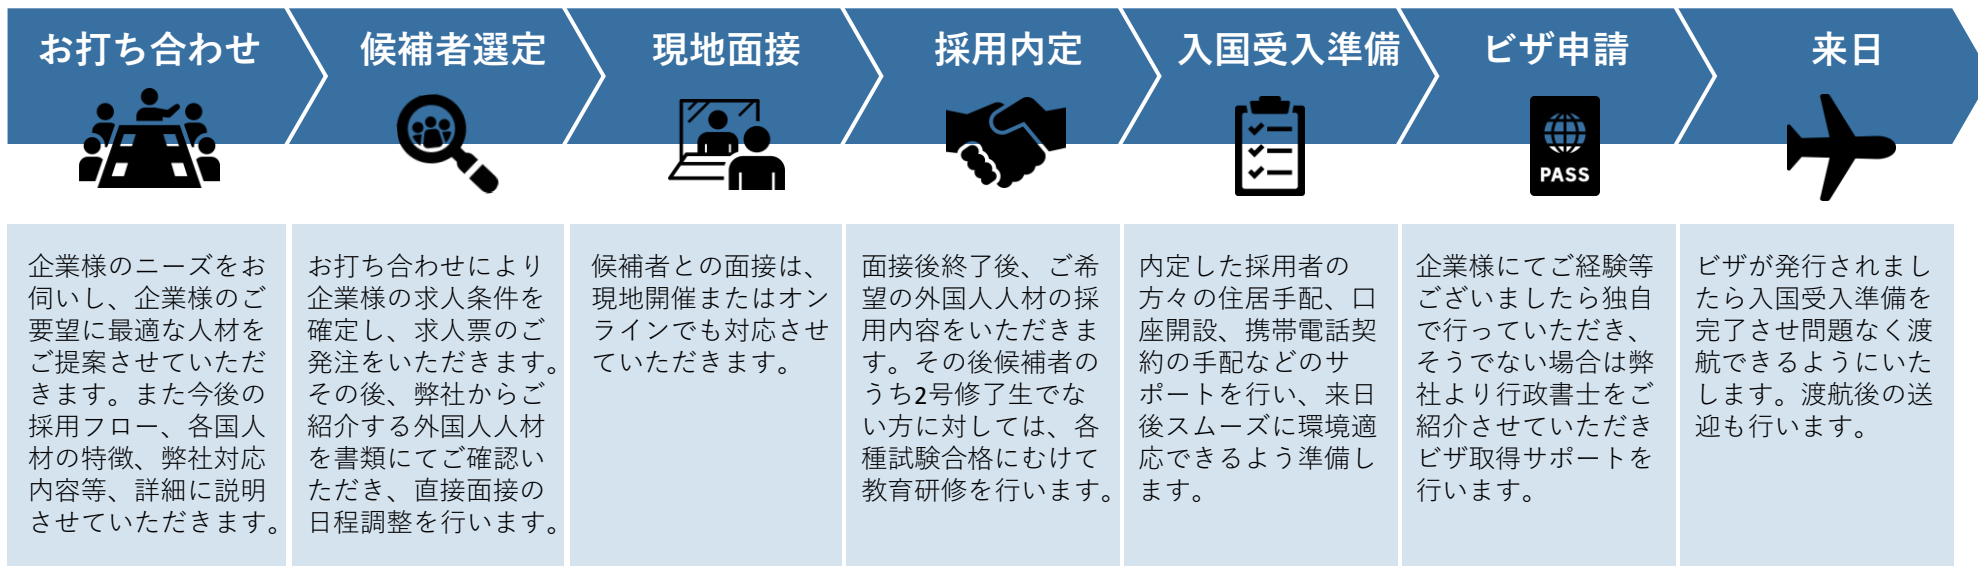 お打ち合わせ
候補者選定
現地面接
採用内定
入国受入準備
ビザ申請
来日
PASS
企業様のニーズをお
伺いし、企業様のご
要望に最適な人材を
ご提案させていただ
きます。また今後の
採用フロー、各国人
材の特徴、弊社対応
内容等、詳細に説明
させていただきます。
お打ち合わせにより
企業様の求人条件を
確定し、求人票のご
発注をいただきます。
その後、弊社からご
紹介する外国人人材
を書類にてご確認い
ただき、直接面接の
日程調整を行います。
候補者との面接は、
現地開催またはオン
ラインでも対応させ
ていただきます。
面接後終了後、ご希
望の外国人人材の採
用内容をいただきま
す。その後候補者の
うち2号修了生でな
い方に対しては、各
種試験合格にむけて
教育研修を行います。
内定した採用者の
方々の住居手配、口
座開設、携帯電話契
約の手配などのサ
ポートを行い、来日
後スムーズに環境適
応できるよう準備し
ます。
企業様にてご経験等
ございましたら独自
で行っていただき、
そうでない場合は弊
社より行政書士をご
紹介させていただき
ビザ取得サポートを
行います。
ビザが発行されまし
たら入国受入準備を
完了させ問題なく渡
航できるようにいた
します。渡航後の送
迎も行います。